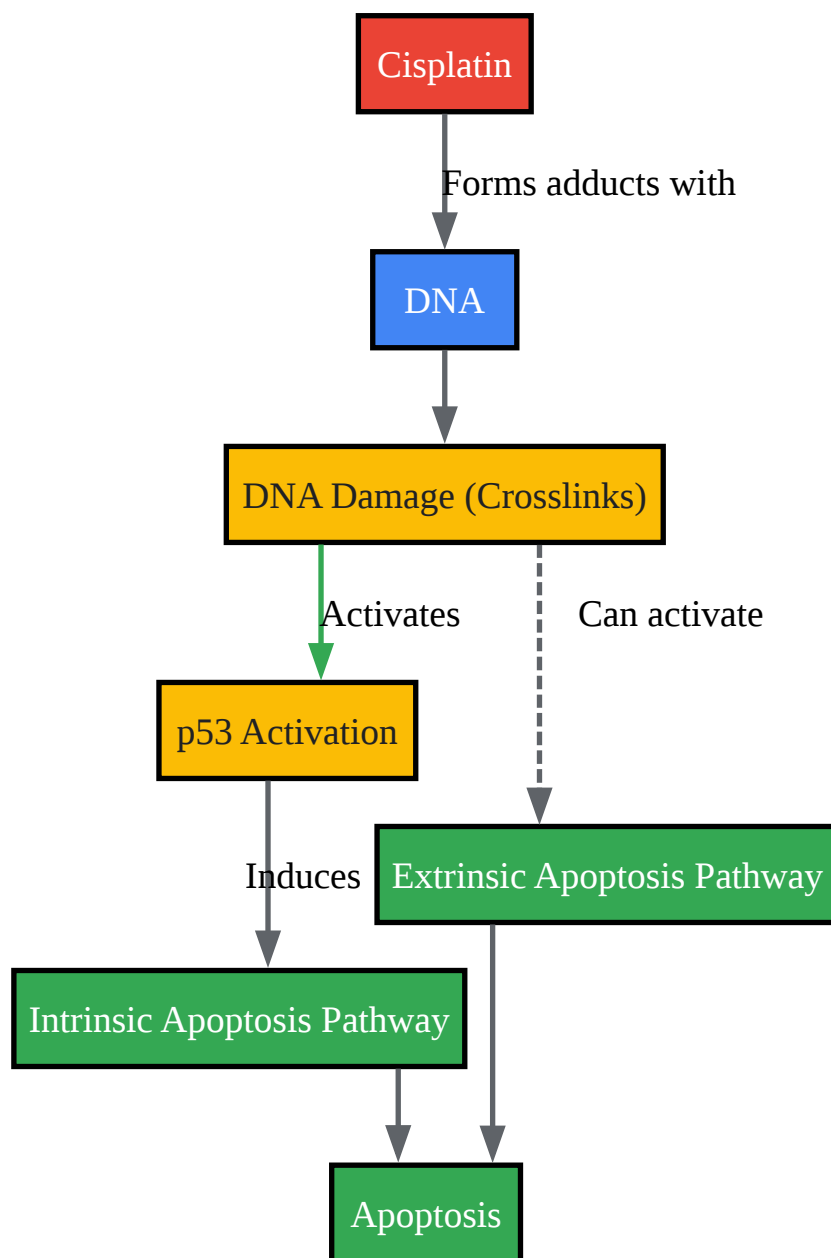 Cisplatin
Forms adducts with
DNA
DNA Damage (Crosslinks)
Activates
Can activate
p53 Activation
Induces
Extrinsic Apoptosis Pathway
Intrinsic Apoptosis Pathway
Apoptosis